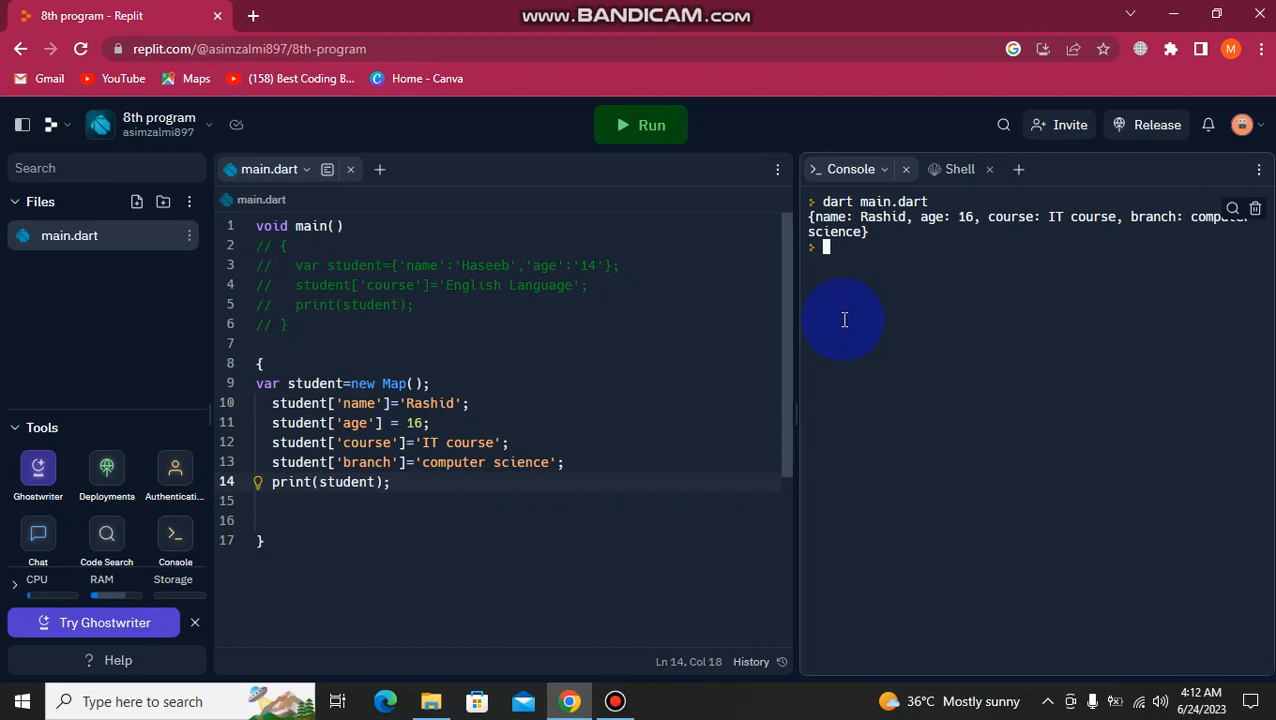 8th program - Replit
www.BANDICAM.com
replit.com/@asimzalmi897/8th-program
M
Gmail
YouTube
Maps
(158) Best Coding B...
Home - Canva
8th program
asimzalmi897
Run
Invite
Release
Search
main.dart
Console
Shell
Files
main.dart
main.dart
1 void main()
2 // {
3 //   var student={'name':'Haseeb','age':'14'};
4 //   student['course']='English Language';
5 //   print(student);
6 // }
7
8 {
9 var student=new Map();
10   student['name']='Rashid';
11   student['age'] = 16;
12   student['course']='IT course';
13   student['branch']='computer science';
14   print(student);
15
16
17 }
dart main.dart
{name: Rashid, age: 16, course: IT course, branch: computer
science}
Tools
Ghostwriter
Deployments
Authenticati...
Chat
Code Search
Console
CPU
RAM
Storage
Try Ghostwriter
Help
Ln 14, Col 18
History
Type here to search
36°C Mostly sunny
4:12 AM
6/24/2023